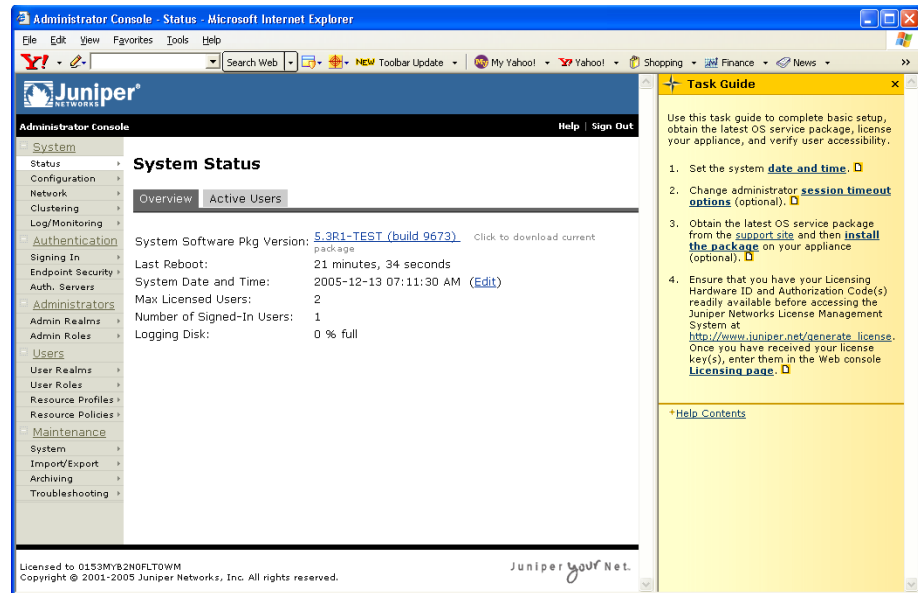 Administrator Console - Status - Microsoft Internet Explorer
File Edit View Favorites Tools Help
Y! Search Web NEW Toolbar Update My Yahoo! Yahoo! Shopping Finance News »
Juniper®
NETWORKS
Administrator Console
Help | Sign Out
System
Status
Configuration
Network
Clustering
Log/Monitoring
Authentication
Signing In
Endpoint Security
Auth. Servers
Administrators
Admin Realms
Admin Roles
Users
User Realms
User Roles
Resource Profiles
Resource Policies
Maintenance
System
Import/Export
Archiving
Troubleshooting
System Status
Overview Active Users
System Software Pkg Version: 5.3R1-TEST (build 9673) Click to download current
package
Last Reboot: 21 minutes, 34 seconds
System Date and Time: 2005-12-13 07:11:30 AM (Edit)
Max Licensed Users: 2
Number of Signed-In Users: 1
Logging Disk: 0 % full
Licensed to 0153MYB2N0FLT0WM
Copyright © 2001-2005 Juniper Networks, Inc. All rights reserved.
Juniper your Net.
Task Guide x
Use this task guide to complete basic setup,
obtain the latest OS service package, license
your appliance, and verify user accessibility.
1. Set the system date and time.
2. Change administrator session timeout
options (optional).
3. Obtain the latest OS service package
from the support site and then install
the package on your appliance
(optional).
4. Ensure that you have your Licensing
Hardware ID and Authorization Code(s)
readily available before accessing the
Juniper Networks License Management
System at
http://www.juniper.net/generate_license.
Once you have received your license
key(s), enter them in the Web console
Licensing page.
+Help Contents